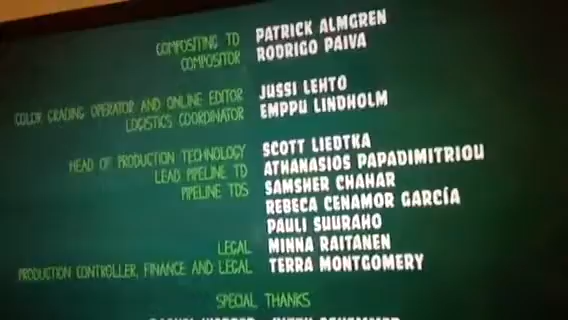 COMPOSITING TD PATRICK ALMGREN
COMPOSITOR RODRIGO PAIVA
COLOR GRADING OPERATOR AND ONLINE EDITOR JUSSI LEHTO
LOGISTICS COORDINATOR EMPPU LINDHOLM
HEAD OF PRODUCTION TECHNOLOGY SCOTT LIEDTKA
LEAD PIPELINE TD ATHANASIOS PAPADIMITRIOU
PIPELINE TDS SAMSHER CHAHAR
REBECA CENAMOR GARCÍA
PAULI SUURAHO
LEGAL MINNA RAITANEN
PRODUCTION CONTROLLER, FINANCE AND LEGAL TERRA MONTGOMERY
SPECIAL THANKS